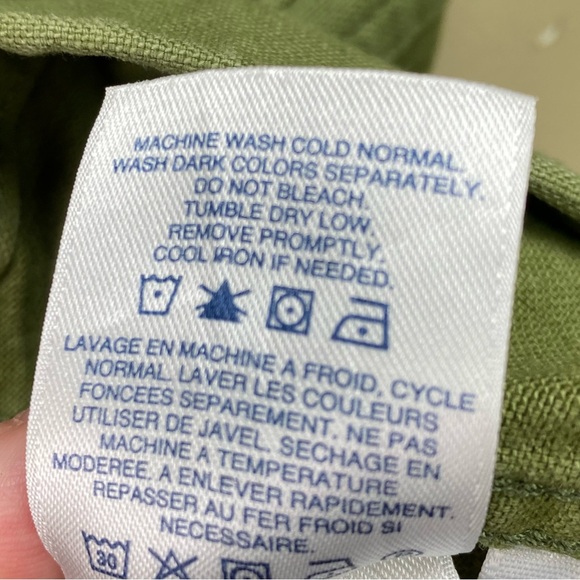 MACHINE WASH COLD NORMAL.
WASH DARK COLORS SEPARATELY.
DO NOT BLEACH.
TUMBLE DRY LOW.
REMOVE PROMPTLY.
COOL IRON IF NEEDED.
LAVAGE EN MACHINE A FROID, CYCLE
NORMAL. LAVER LES COULEURS
FONCEES SEPAREMENT. NE PAS
UTILISER DE JAVEL. SECHAGE EN
MACHINE A TEMPERATURE
MODEREE. A ENLEVER RAPIDEMENT.
REPASSER AU FER FROID SI
NECESSAIRE.
30